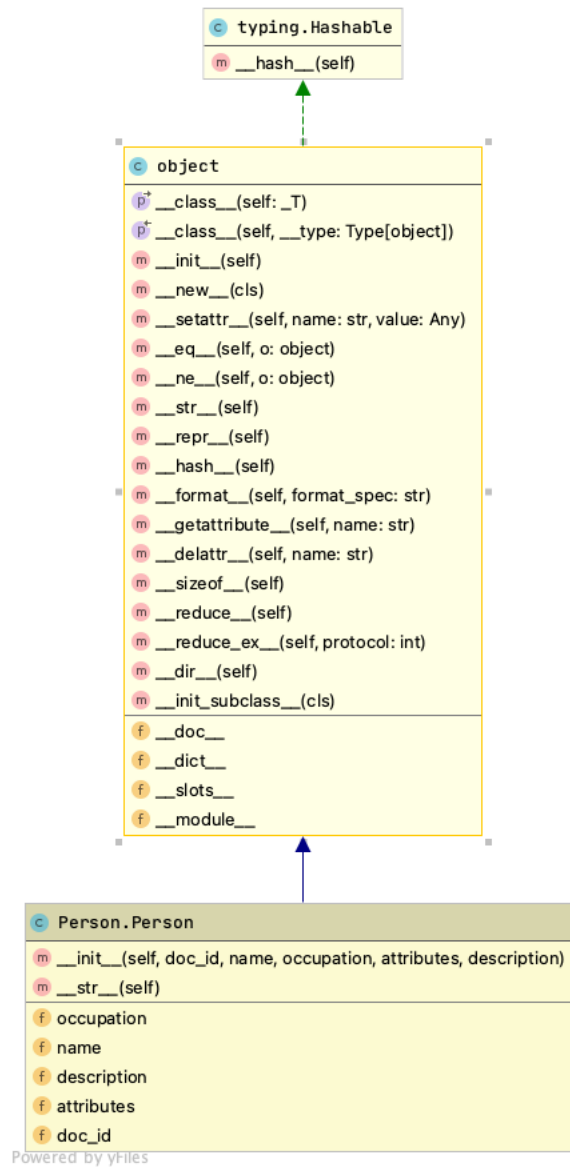 C typing.Hashable
m __hash__(self)
C object
p __class__(self: _T)
p __class__(self, __type: Type[object])
m __init__(self)
m __new__(cls)
m __setattr__(self, name: str, value: Any)
m __eq__(self, o: object)
m __ne__(self, o: object)
m __str__(self)
m __repr__(self)
m __hash__(self)
m __format__(self, format_spec: str)
m __getattribute__(self, name: str)
m __delattr__(self, name: str)
m __sizeof__(self)
m __reduce__(self)
m __reduce_ex__(self, protocol: int)
m __dir__(self)
m __init_subclass__(cls)
f __doc__
f __dict__
f __slots__
f __module__
C Person.Person
m __init__(self, doc_id, name, occupation, attributes, description)
m __str__(self)
f occupation
f name
f description
f attributes
f doc_id
Powered by yFiles